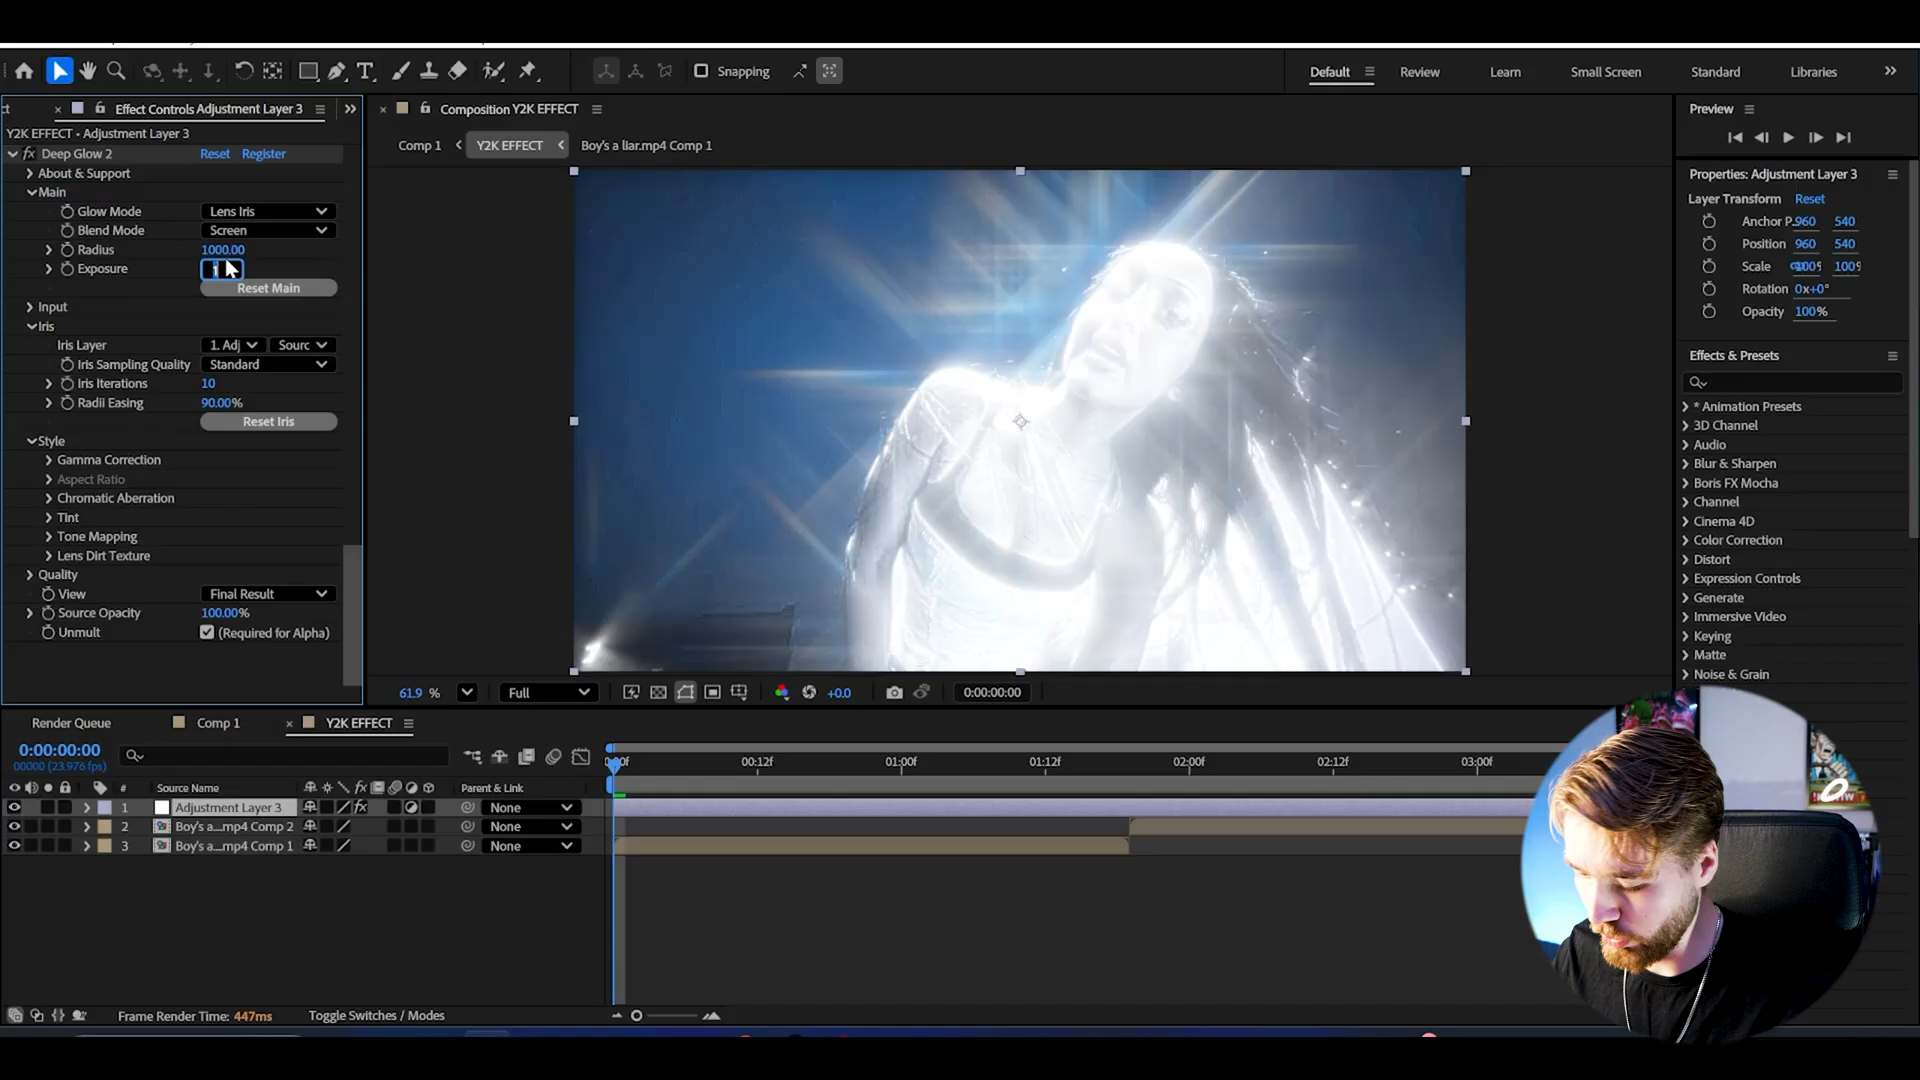 Snapping
Default
Review
Learn
Small Screen
Standard
Libraries
Effect Controls Adjustment Layer 3
Composition Y2K EFFECT
Preview
Y2K EFFECT • Adjustment Layer 3
Comp 1
Y2K EFFECT
Boy's a liar.mp4 Comp 1
fx Deep Glow 2 Reset Register
About & Support
Main
Glow Mode Lens Iris
Blend Mode Screen
Radius 1000.00
Exposure 1
Reset Main
Input
Iris
Iris Layer 1. Adj Sourc
Iris Sampling Quality Standard
Iris Iterations 10
Radii Easing 90.00%
Reset Iris
Style
Gamma Correction
Aspect Ratio
Chromatic Aberration
Tint
Tone Mapping
Lens Dirt Texture
Quality
View Final Result
Source Opacity 100.00%
Unmult (Required for Alpha)
Properties: Adjustment Layer 3
Layer Transform Reset
Anchor P 960 540
Position 960 540
Scale 100% 100%
Rotation 0x+0°
Opacity 100%
Effects & Presets
* Animation Presets
3D Channel
Audio
Blur & Sharpen
Boris FX Mocha
Channel
Cinema 4D
Color Correction
Distort
Expression Controls
Generate
Immersive Video
Keying
Matte
Noise & Grain
61.9 % Full +0.0 0:00:00:00
Render Queue Comp 1 Y2K EFFECT
0:00:00:00
00000 (23.976 fps)
00:12f 01:00f 01:12f 02:00f 02:12f 03:00f
# Source Name fx Parent & Link
1 Adjustment Layer 3 fx None
2 Boy's a...mp4 Comp 2 None
3 Boy's a...mp4 Comp 1 None
Frame Render Time: 447ms Toggle Switches / Modes